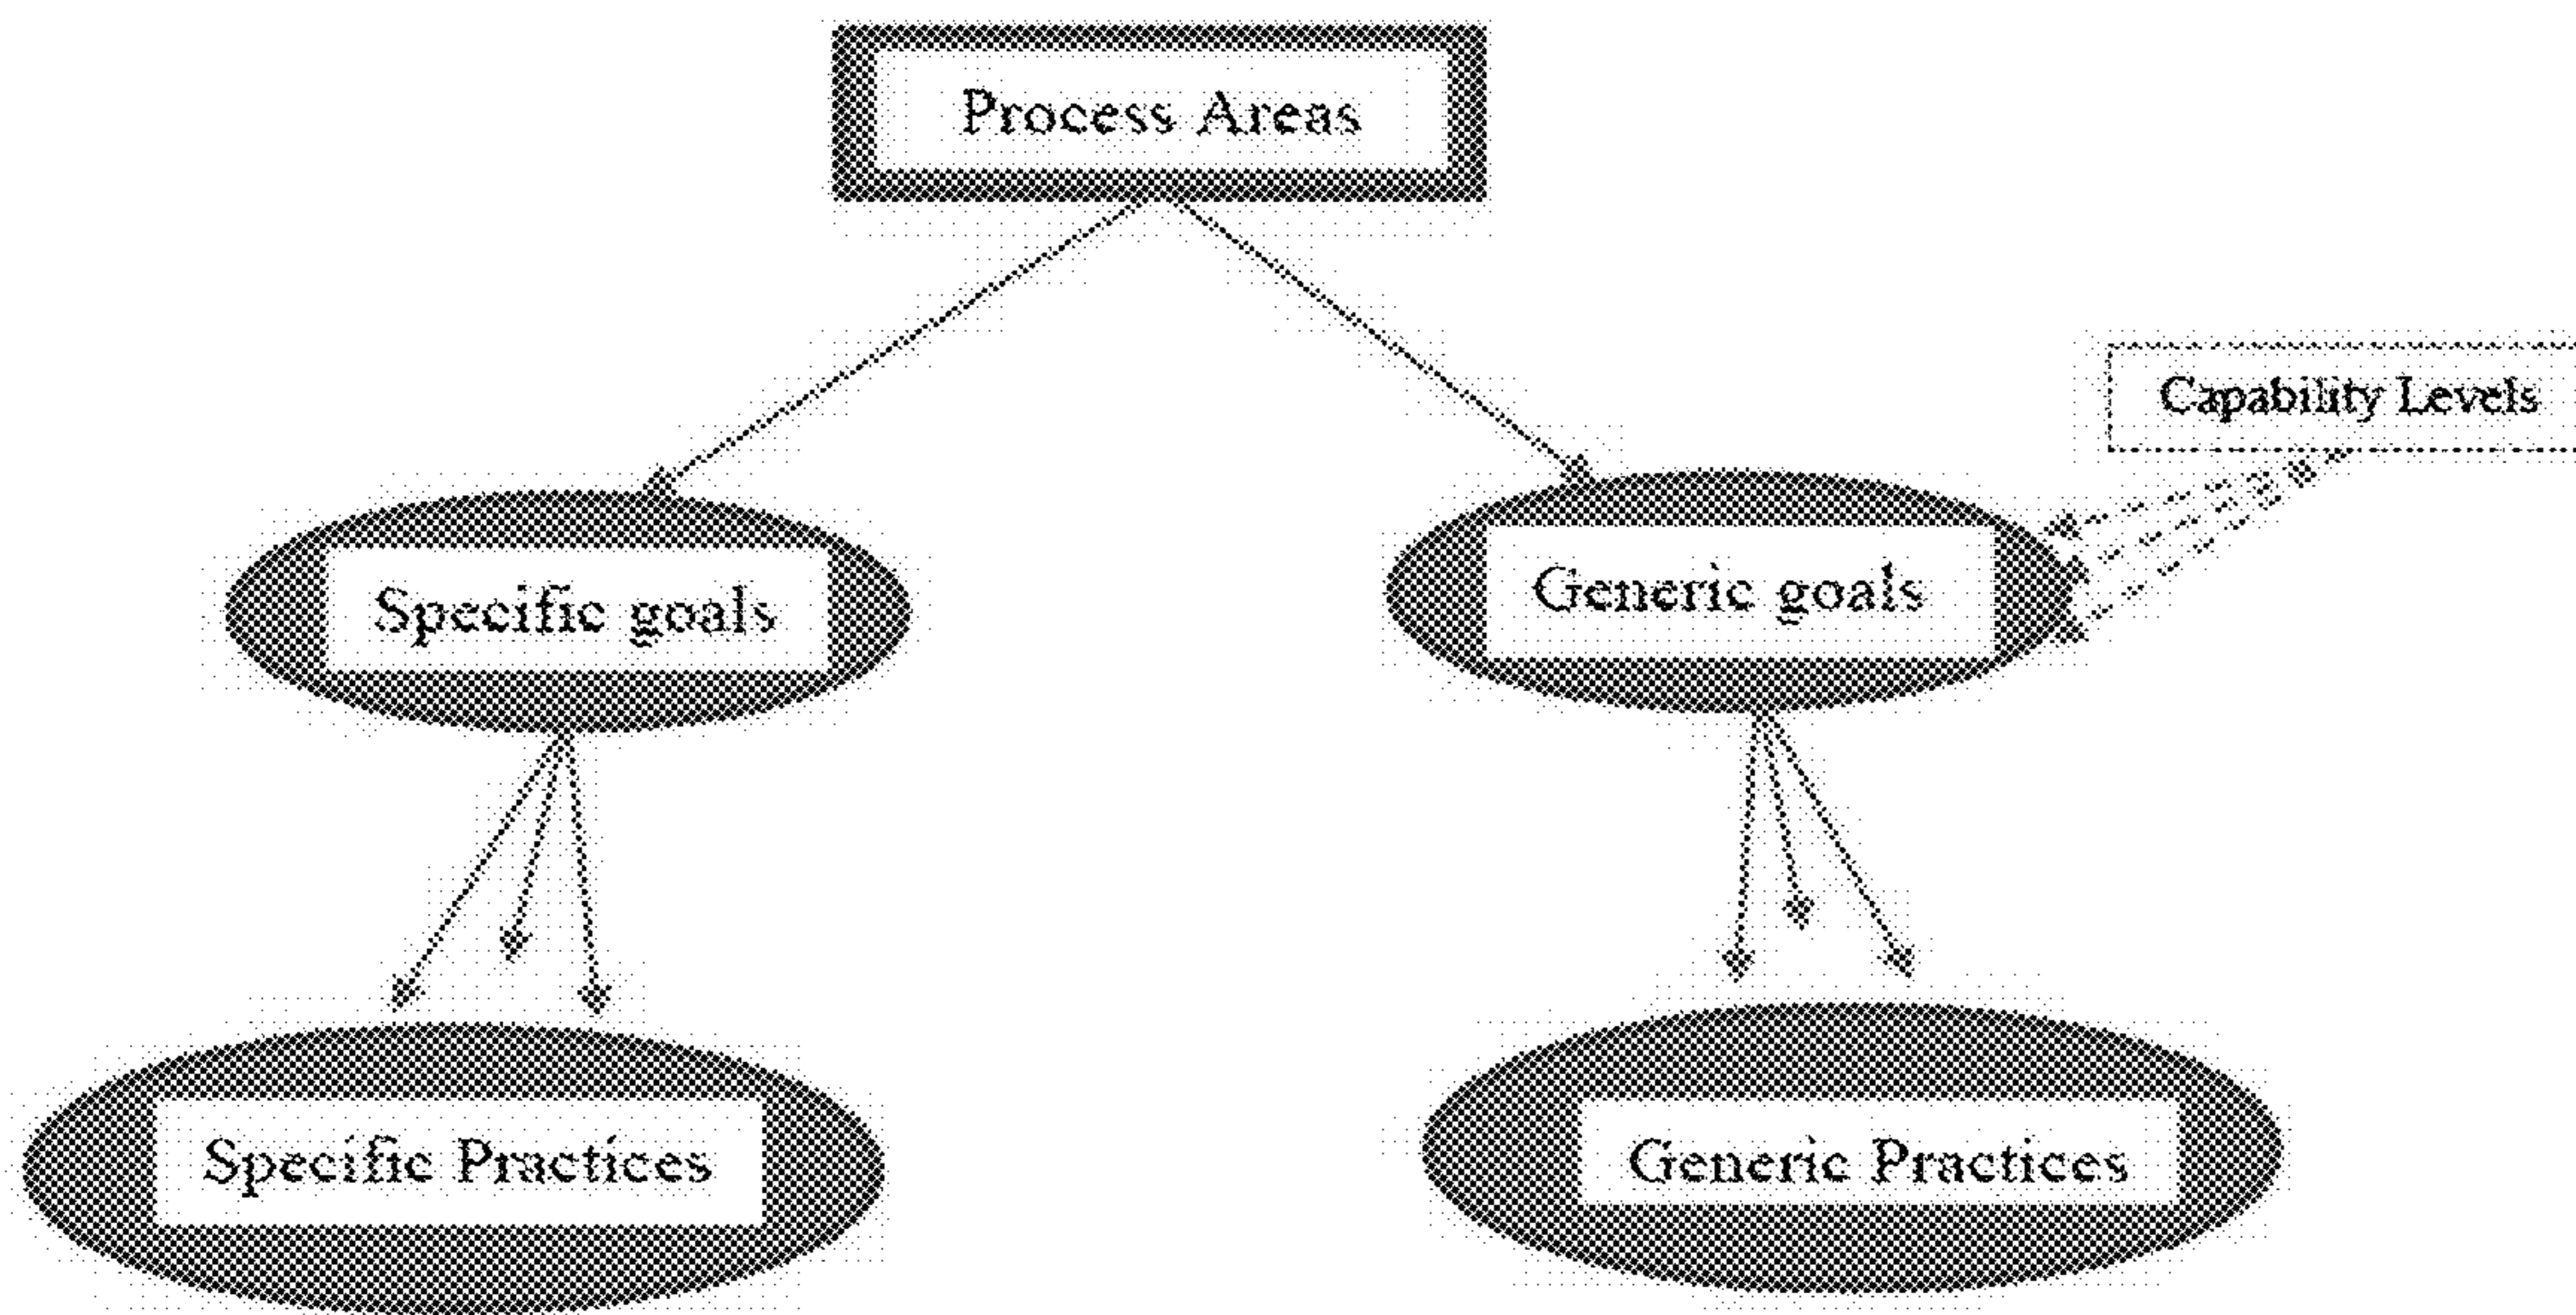 Process Areas
Capability Levels
Specific goals
Generic goals
Specific Practices
Generic Practices